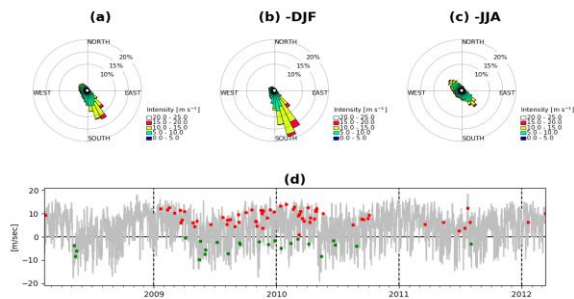 (a)
(b) -DJF
(c) -JJA
NORTH
20%
15%
10%
WEST
EAST
SOUTH
Intensity [m s⁻¹]
20.0 - 25.0
15.0 - 20.0
10.0 - 15.0
5.0 - 10.0
0.0 - 5.0
NORTH
20%
15%
10%
WEST
EAST
SOUTH
Intensity [m s⁻¹]
20.0 - 25.0
15.0 - 20.0
10.0 - 15.0
5.0 - 10.0
0.0 - 5.0
NORTH
20%
15%
10%
WEST
EAST
SOUTH
Intensity [m s⁻¹]
20.0 - 25.0
15.0 - 20.0
10.0 - 15.0
5.0 - 10.0
0.0 - 5.0
(d)
[m/sec]
20
10
0
−10
−20
2009
2010
2011
2012